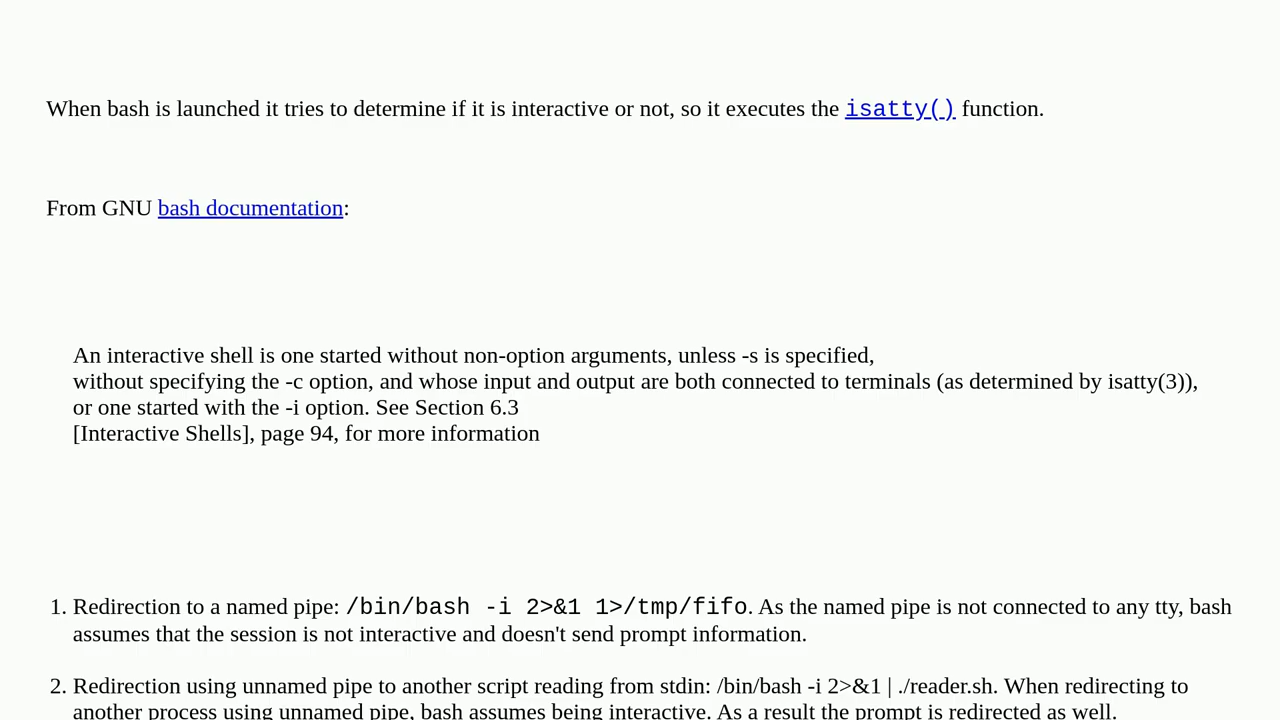 When bash is launched it tries to determine if it is interactive or not, so it executes the isatty() function.
From GNU bash documentation:
An interactive shell is one started without non-option arguments, unless -s is specified,
without specifying the -c option, and whose input and output are both connected to terminals (as determined by isatty(3)),
or one started with the -i option. See Section 6.3
[Interactive Shells], page 94, for more information
1. Redirection to a named pipe: /bin/bash -i 2>&1 1>/tmp/fifo. As the named pipe is not connected to any tty, bash
assumes that the session is not interactive and doesn't send prompt information.
2. Redirection using unnamed pipe to another script reading from stdin: /bin/bash -i 2>&1 | ./reader.sh. When redirecting to
another process using unnamed pipe, bash assumes being interactive. As a result the prompt is redirected as well.